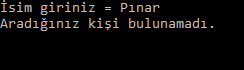 İsim giriniz = Pınar
Aradığınız kişi bulunamadı.